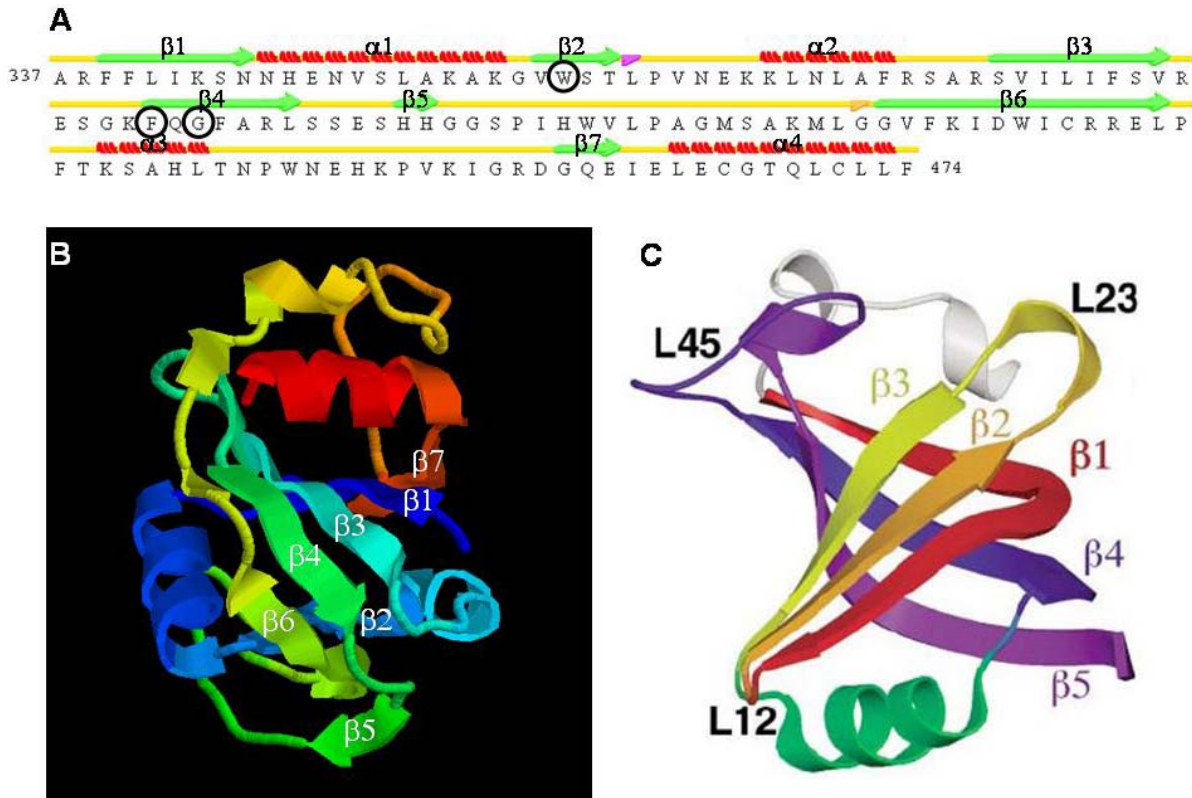 A
β1 α1 β2 α2 β3
337 A R F F L I K S N N H E N V S L A K A K G V W S T L P V N E K K L N L A F R S A R S V I L I F S V R
β4 β5 β6
E S G K F Q G F A R L S S E S H H G G S P I H W V L P A G M S A K M L G G V F K I D W I C R R E L P
α3 β7 α4
F T K S A H L T N P W N E H K P V K I G R D G Q E I E L E C G T Q L C L L F 474
B
β7
β1
β3
β4
β6
β2
β5
C
L23
L45
β3
β2
β1
β4
β5
L12